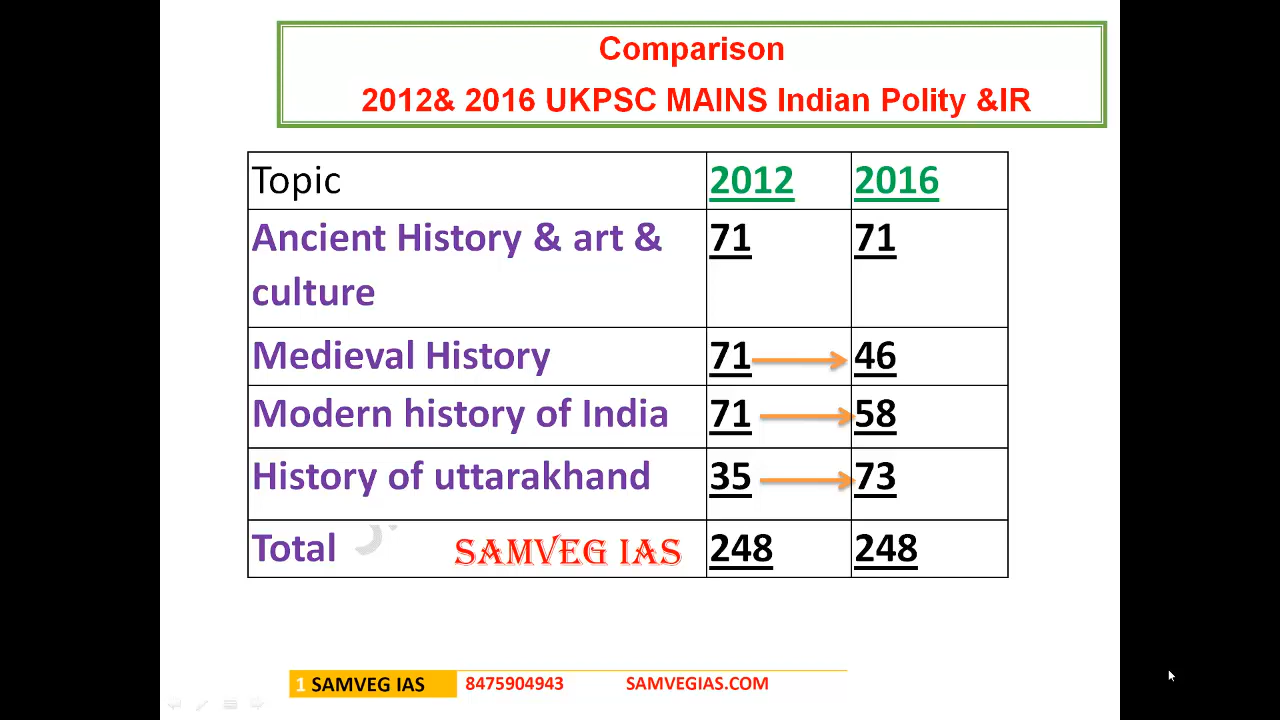 Comparison
2012& 2016 UKPSC MAINS Indian Polity &IR
Topic 2012 2016
Ancient History & art & 71 71
culture
Medieval History 71 46
Modern history of India 71 58
History of uttarakhand 35 73
Total SAMVEG IAS 248 248
1 SAMVEG IAS 8475904943 SAMVEGIAS.COM